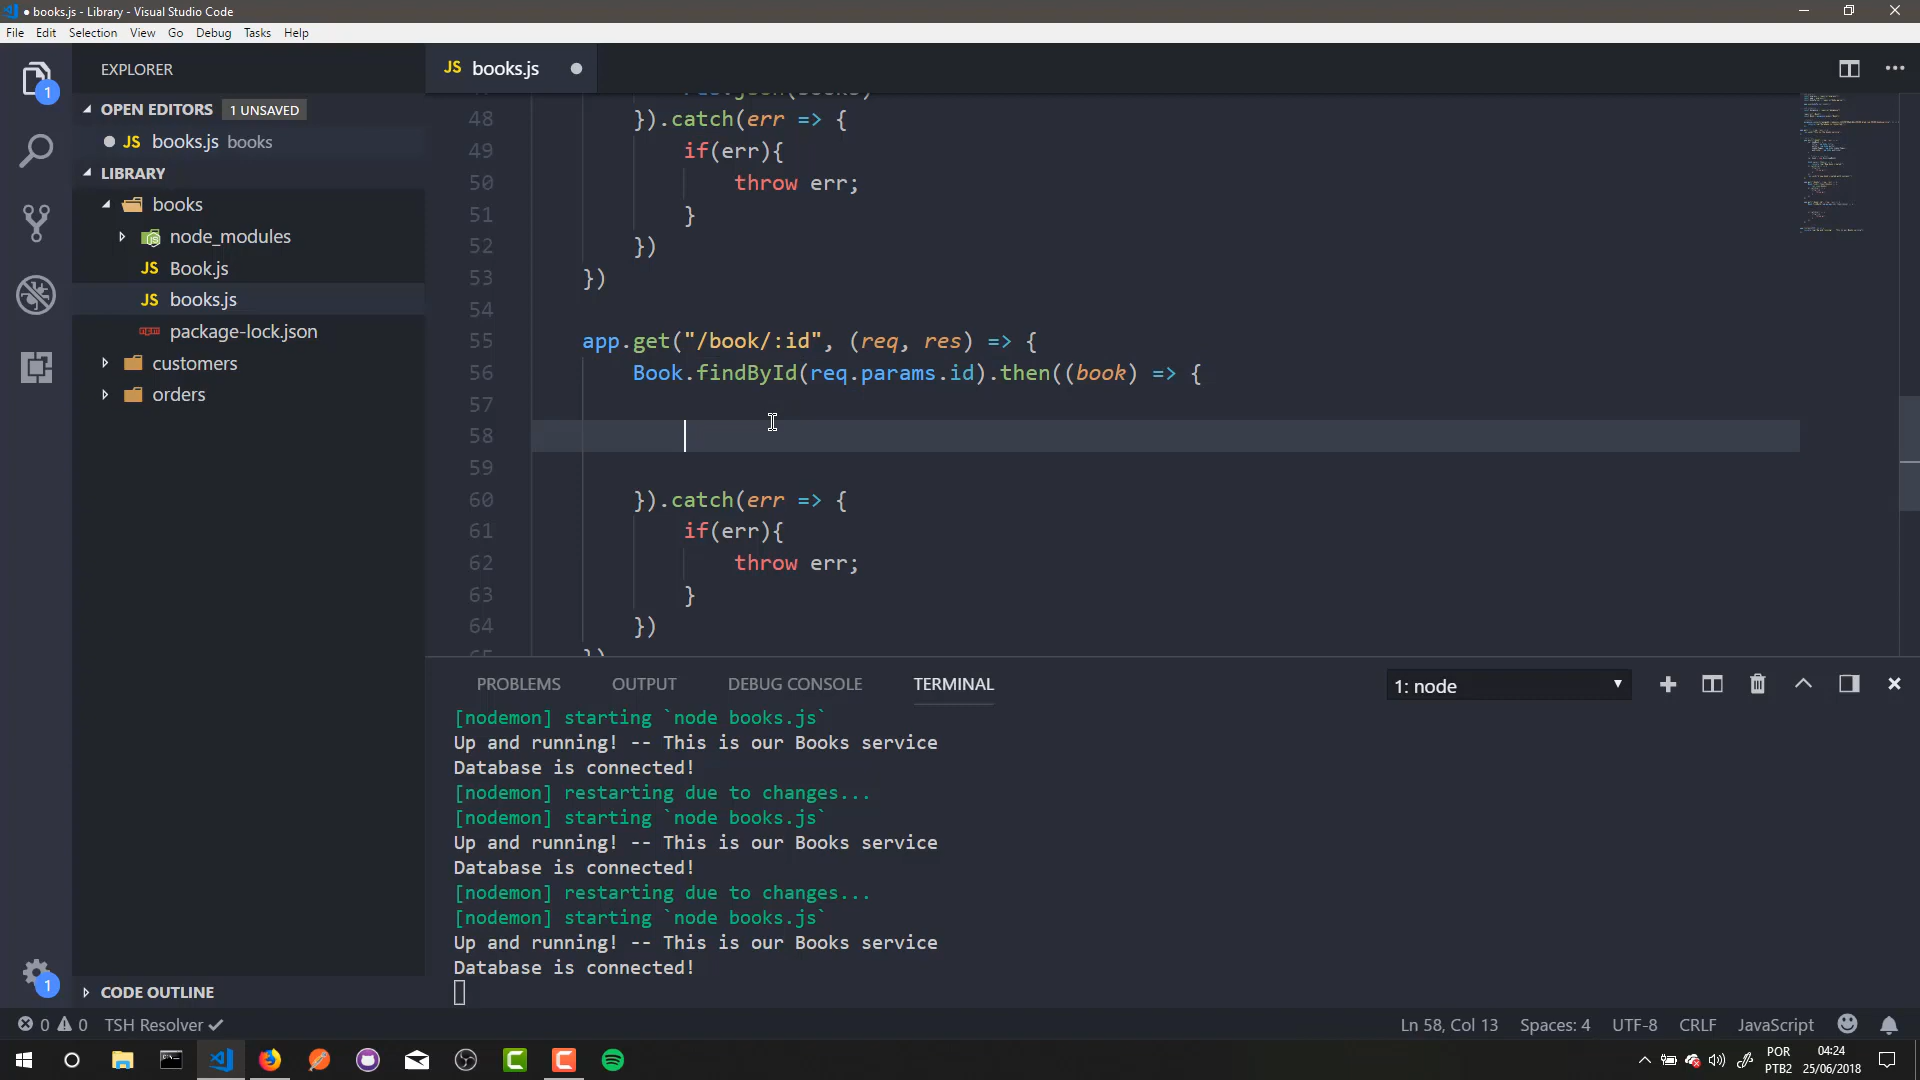 ● books.js - Library - Visual Studio Code
File Edit Selection View Go Debug Tasks Help
EXPLORER
OPEN EDITORS 1 UNSAVED
JS books.js books
LIBRARY
books
node_modules
JS Book.js
JS books.js
package-lock.json
customers
orders
CODE OUTLINE
1
1
JS books.js
48 }).catch(err => {
49 if(err){
50 throw err;
51 }
52 })
53 })
54
55 app.get("/book/:id", (req, res) => {
56 Book.findById(req.params.id).then((book) => {
57
58
59
60 }).catch(err => {
61 if(err){
62 throw err;
63 }
64 })
PROBLEMS OUTPUT DEBUG CONSOLE TERMINAL 1: node
[nodemon] starting `node books.js`
Up and running! -- This is our Books service
Database is connected!
[nodemon] restarting due to changes...
[nodemon] starting `node books.js`
Up and running! -- This is our Books service
Database is connected!
[nodemon] restarting due to changes...
[nodemon] starting `node books.js`
Up and running! -- This is our Books service
Database is connected!
0 0 TSH Resolver Ln 58, Col 13 Spaces: 4 UTF-8 CRLF JavaScript
POR
PTB2
04:24
25/06/2018